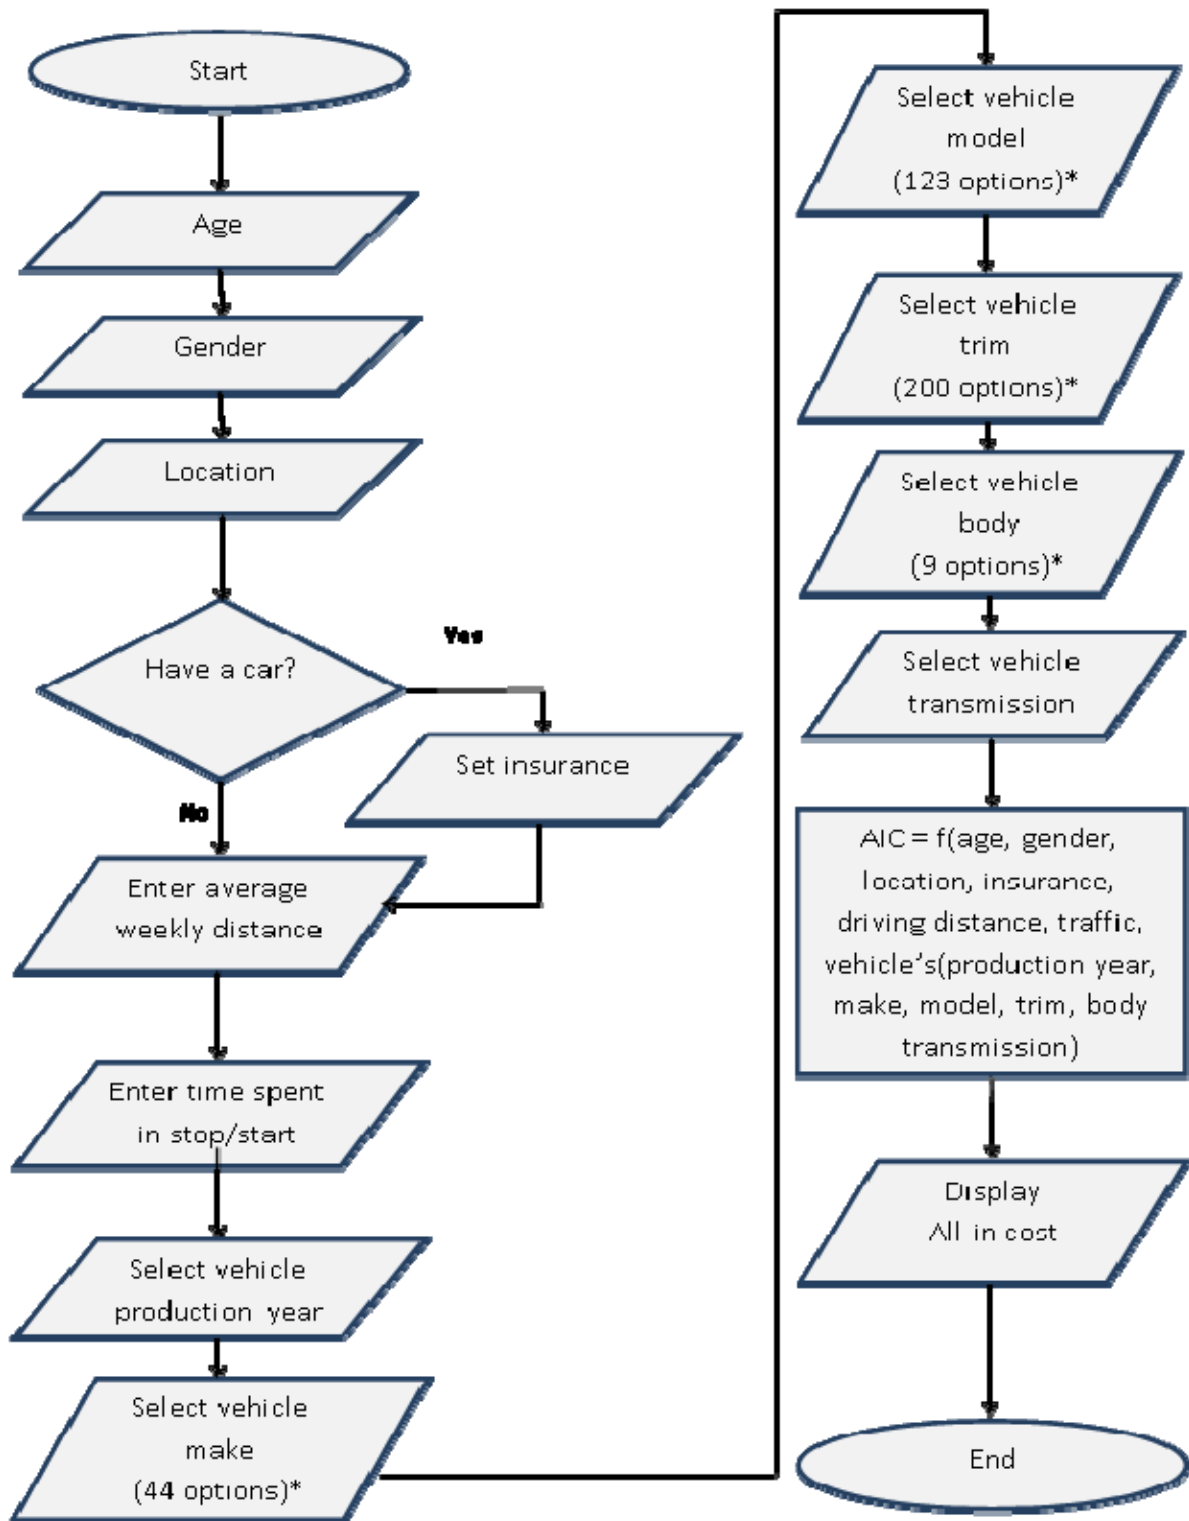 Start
Age
Gender
Location
Have a car?
Yes
Set insurance
No
Enter average
weekly distance
Enter time spent
in stop/start
Select vehicle
production year
Select vehicle
make
(44 options)*
Select vehicle
model
(123 options)*
Select vehicle
trim
(200 options)*
Select vehicle
body
(9 options)*
Select vehicle
transmission
AIC = f(age, gender,
location, insurance,
driving distance, traffic,
vehicle's(production year,
make, model, trim, body
transmission)
Display
All in cost
End